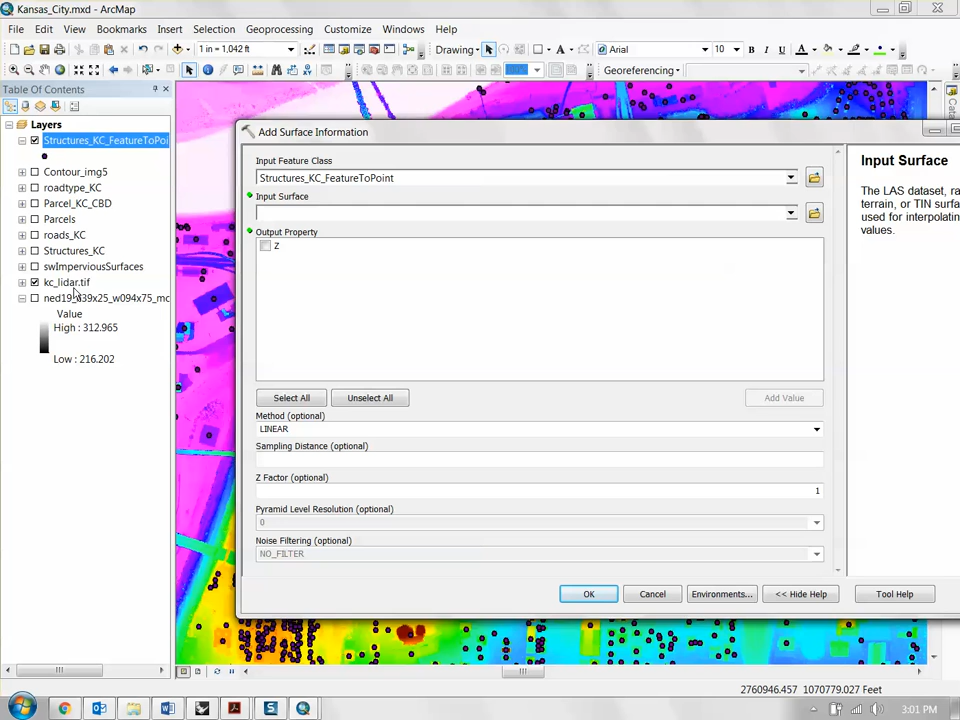 Kansas_City.mxd - ArcMap
File Edit View Bookmarks Insert Selection Geoprocessing Customize Windows Help
1 in = 1,042 ft Drawing Arial 10 B I U A
100% Georeferencing
Table Of Contents
Layers
Structures_KC_FeatureToPoi
Contour_img5
roadtype_KC
Parcel_KC_CBD
Parcels
roads_KC
Structures_KC
swImperviousSurfaces
kc_lidar.tif
ned19_n39x25_w094x75_mo
Value
High : 312.965
Low : 216.202
Add Surface Information
Input Feature Class
Structures_KC_FeatureToPoint
Input Surface
Output Property
Z
Select All Unselect All Add Value
Method (optional)
LINEAR
Sampling Distance (optional)
Z Factor (optional)
1
Pyramid Level Resolution (optional)
0
Noise Filtering (optional)
NO_FILTER
OK Cancel Environments... << Hide Help Tool Help
Input Surface
The LAS dataset, ra
terrain, or TIN surfa
used for interpolatin
values.
2760946.457 1070779.027 Feet
3:01 PM